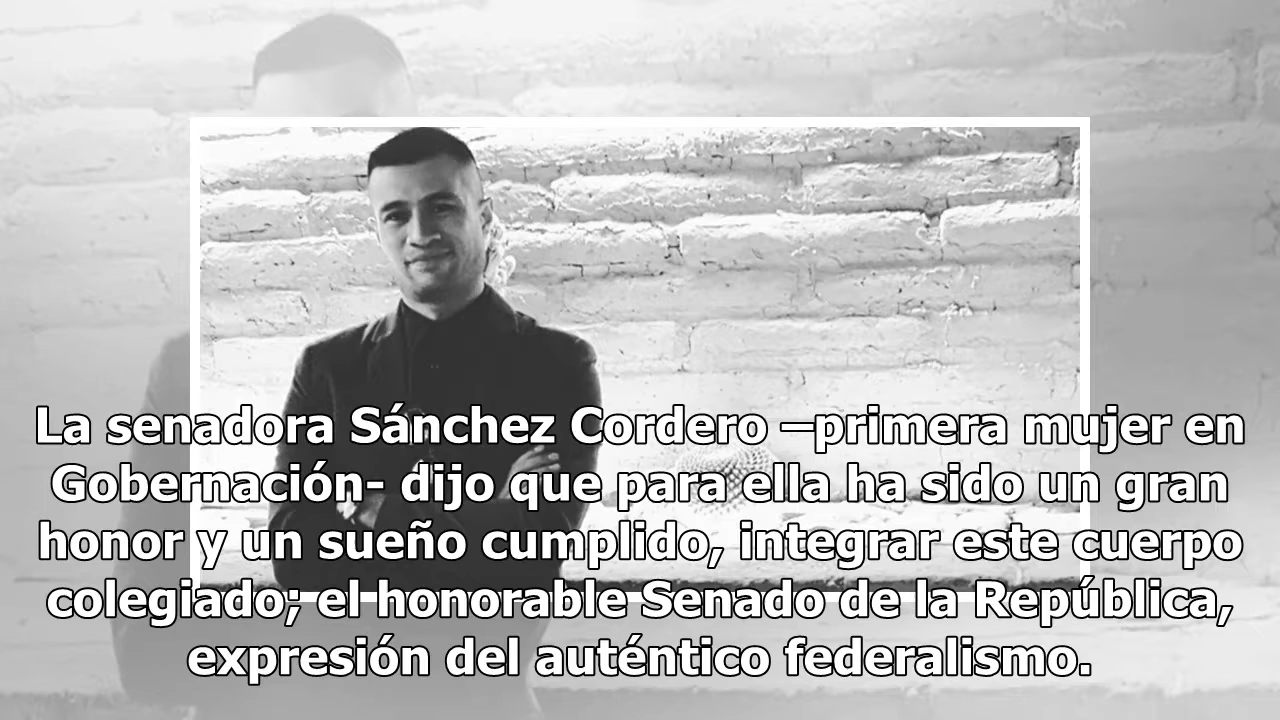 La senadora Sánchez Cordero –primera mujer en
Gobernación- dijo que para ella ha sido un gran
honor y un sueño cumplido, integrar este cuerpo
colegiado; el honorable Senado de la República,
expresión del auténtico federalismo.